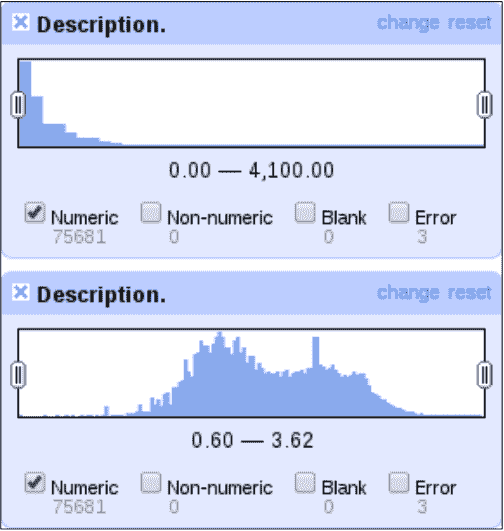 Description. change reset
0.00 — 4,100.00
Numeric Non-numeric Blank Error
75681 0 0 3
Description. change reset
0.60 — 3.62
Numeric Non-numeric Blank Error
75681 0 0 3